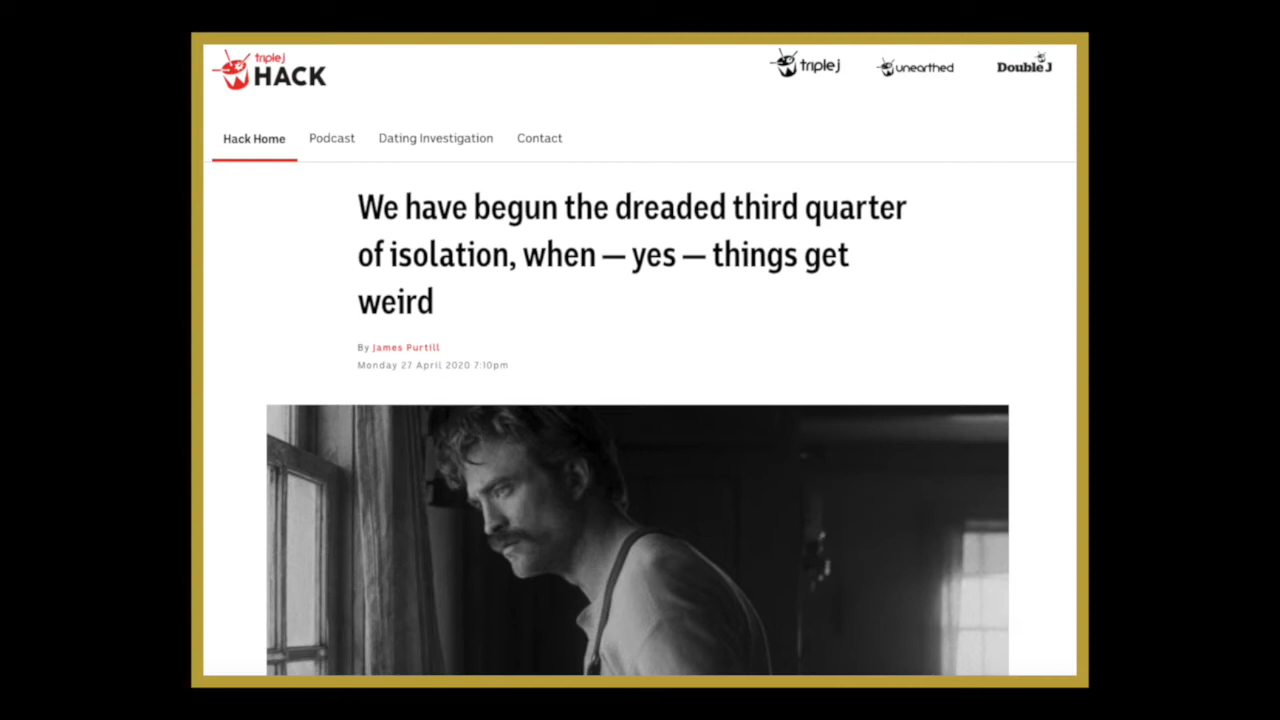 triple j
HACK
triple j
unearthed
Double J
Hack Home
Podcast
Dating Investigation
Contact
We have begun the dreaded third quarter
of isolation, when — yes — things get
weird
By James Purtill
Monday 27 April 2020 7:10pm